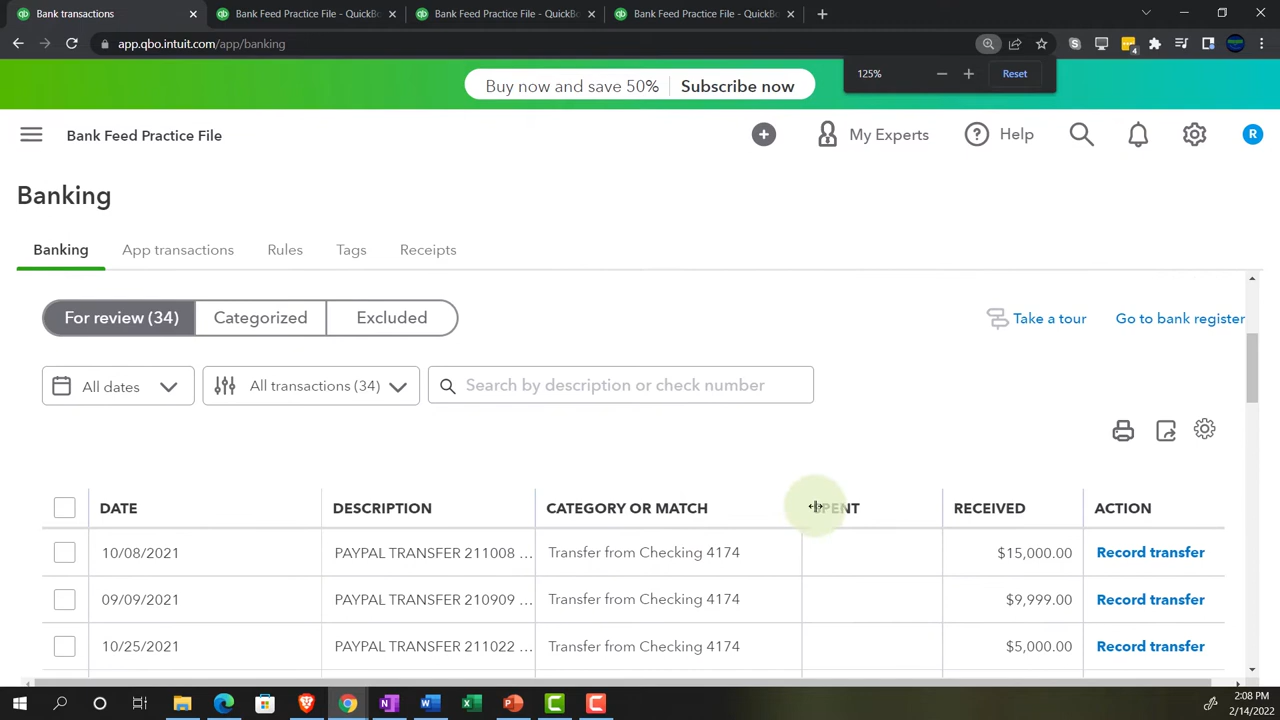 Bank transactions
Bank Feed Practice File - QuickBo
Bank Feed Practice File - QuickBo
Bank Feed Practice File - QuickBo
app.qbo.intuit.com/app/banking
4
125%
Reset
Buy now and save 50%
Subscribe now
Bank Feed Practice File
My Experts
Help
R
Banking
Banking App transactions Rules Tags Receipts
For review (34) Categorized Excluded
Take a tour
Go to bank register
All dates
All transactions (34)
Search by description or check number
DATE DESCRIPTION CATEGORY OR MATCH SPENT RECEIVED ACTION
10/08/2021 PAYPAL TRANSFER 211008 ... Transfer from Checking 4174 $15,000.00 Record transfer
09/09/2021 PAYPAL TRANSFER 210909 ... Transfer from Checking 4174 $9,999.00 Record transfer
10/25/2021 PAYPAL TRANSFER 211022 ... Transfer from Checking 4174 $5,000.00 Record transfer
2:08 PM
2/14/2022